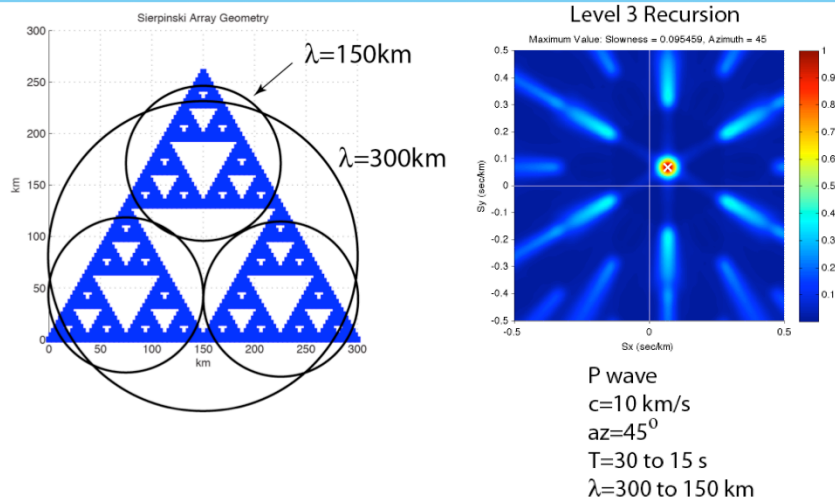 Sierpinski Array Geometry
λ=150km
λ=300km
300
250
200
150
100
50
0
km
0 50 100 150 200 250 300
km
Level 3 Recursion
Maximum Value: Slowness = 0.095459, Azimuth = 45
0.5
0.4
0.3
0.2
0.1
0
-0.1
-0.2
-0.3
-0.4
-0.5
Sy (sec/km)
-0.5 0 0.5
Sx (sec/km)
1
0.9
0.8
0.7
0.6
0.5
0.4
0.3
0.2
0.1
P wave
c=10 km/s
az=45⁰
T=30 to 15 s
λ=300 to 150 km